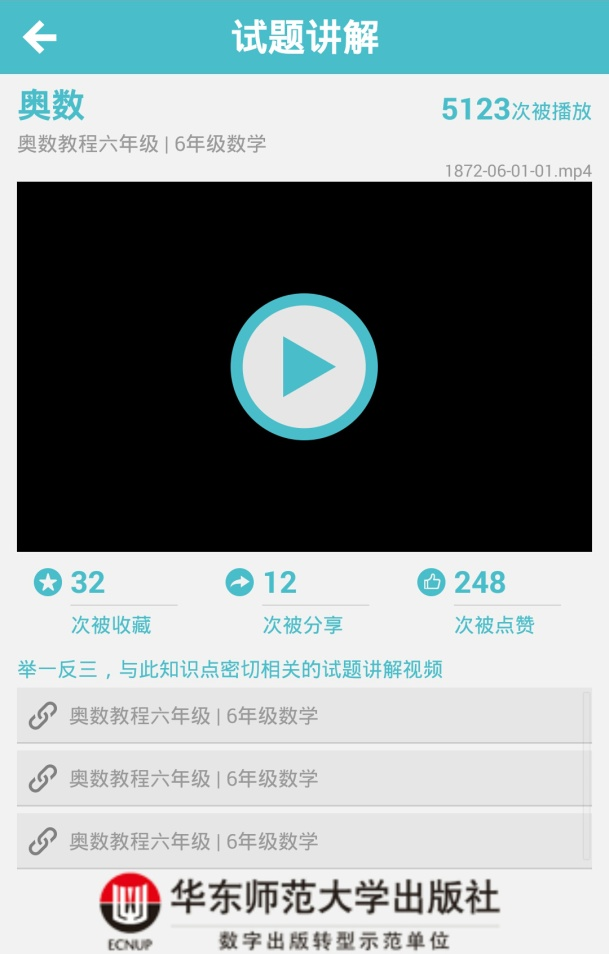 试题讲解
奥数
5123次被播放
奥数教程六年级 | 6年级数学
1872-06-01-01.mp4
32
12
248
次被收藏
次被分享
次被点赞
举一反三，与此知识点密切相关的试题讲解视频
奥数教程六年级 | 6年级数学
奥数教程六年级 | 6年级数学
奥数教程六年级 | 6年级数学
华东师范大学出版社
ECNUP
数字出版转型示范单位